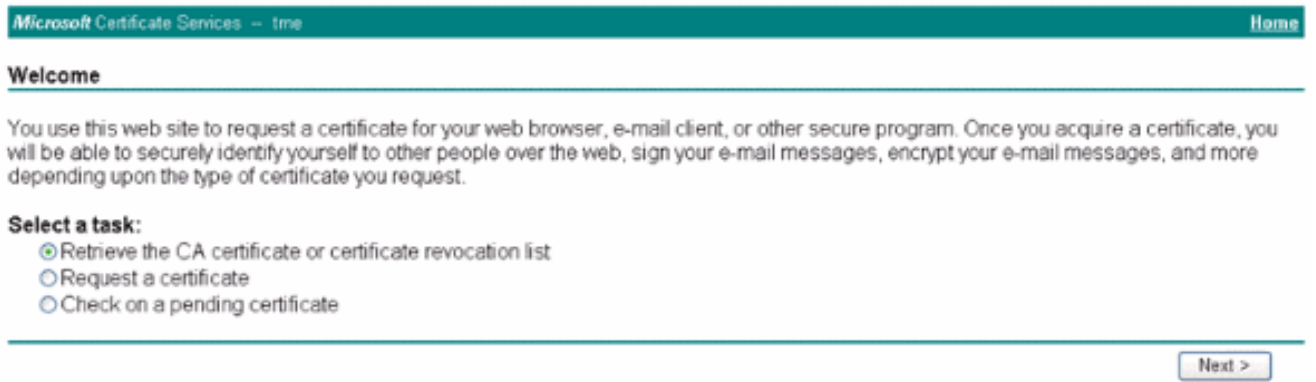 Microsoft Certificate Services -- tme
Home
Welcome
You use this web site to request a certificate for your web browser, e-mail client, or other secure program. Once you acquire a certificate, you
will be able to securely identify yourself to other people over the web, sign your e-mail messages, encrypt your e-mail messages, and more
depending upon the type of certificate you request.
Select a task:
Retrieve the CA certificate or certificate revocation list
Request a certificate
Check on a pending certificate
Next >